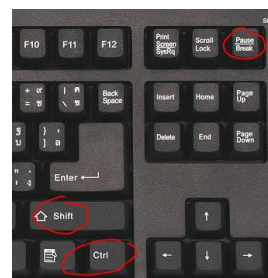 F10 F11 F12 Print Screen SysRq Scroll Lock Pause Break
+ = | \ Back Space Insert Home Page Up
} ] Delete End Page Down
" ' Enter ←
⇧ Shift ↑
Ctrl ← ↓ →